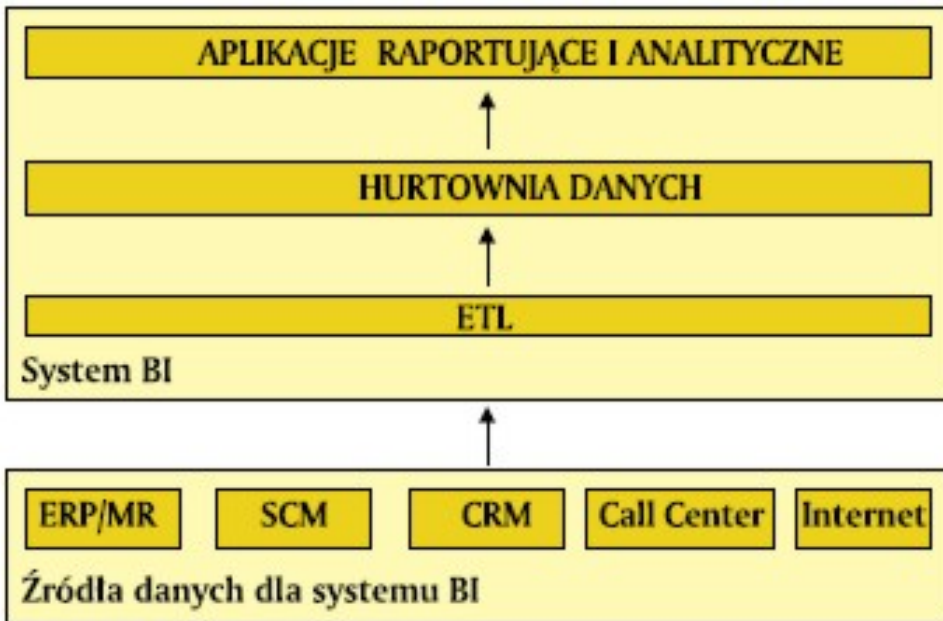 APLIKACJE RAPORTUJĄCE I ANALITYCZNE
HURTOWNIA DANYCH
ETL
System BI
ERP/MR
SCM
CRM
Call Center
Internet
Źródła danych dla systemu BI